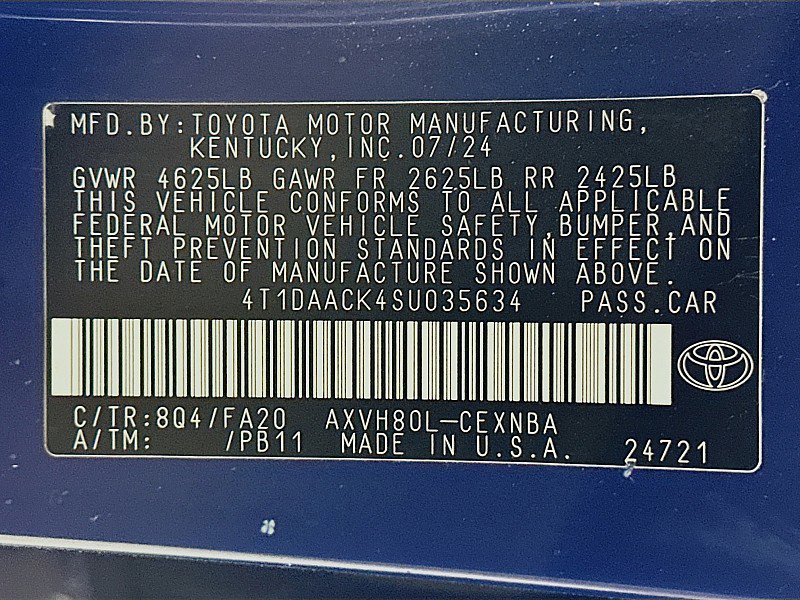 MFD.BY:TOYOTA MOTOR MANUFACTURING,
KENTUCKY,INC.07/24
GVWR 4625LB GAWR FR 2625LB RR 2425LB
THIS VEHICLE CONFORMS TO ALL APPLICABLE
FEDERAL MOTOR VEHICLE SAFETY,BUMPER,AND
THEFT PREVENTION STANDARDS IN EFFECT ON
THE DATE OF MANUFACTURE SHOWN ABOVE.
4T1DAACK4SU035634 PASS.CAR
C/TR:8Q4/FA20 AXVH80L-CEXNBA
A/TM: /PB11 MADE IN U.S.A. 24721